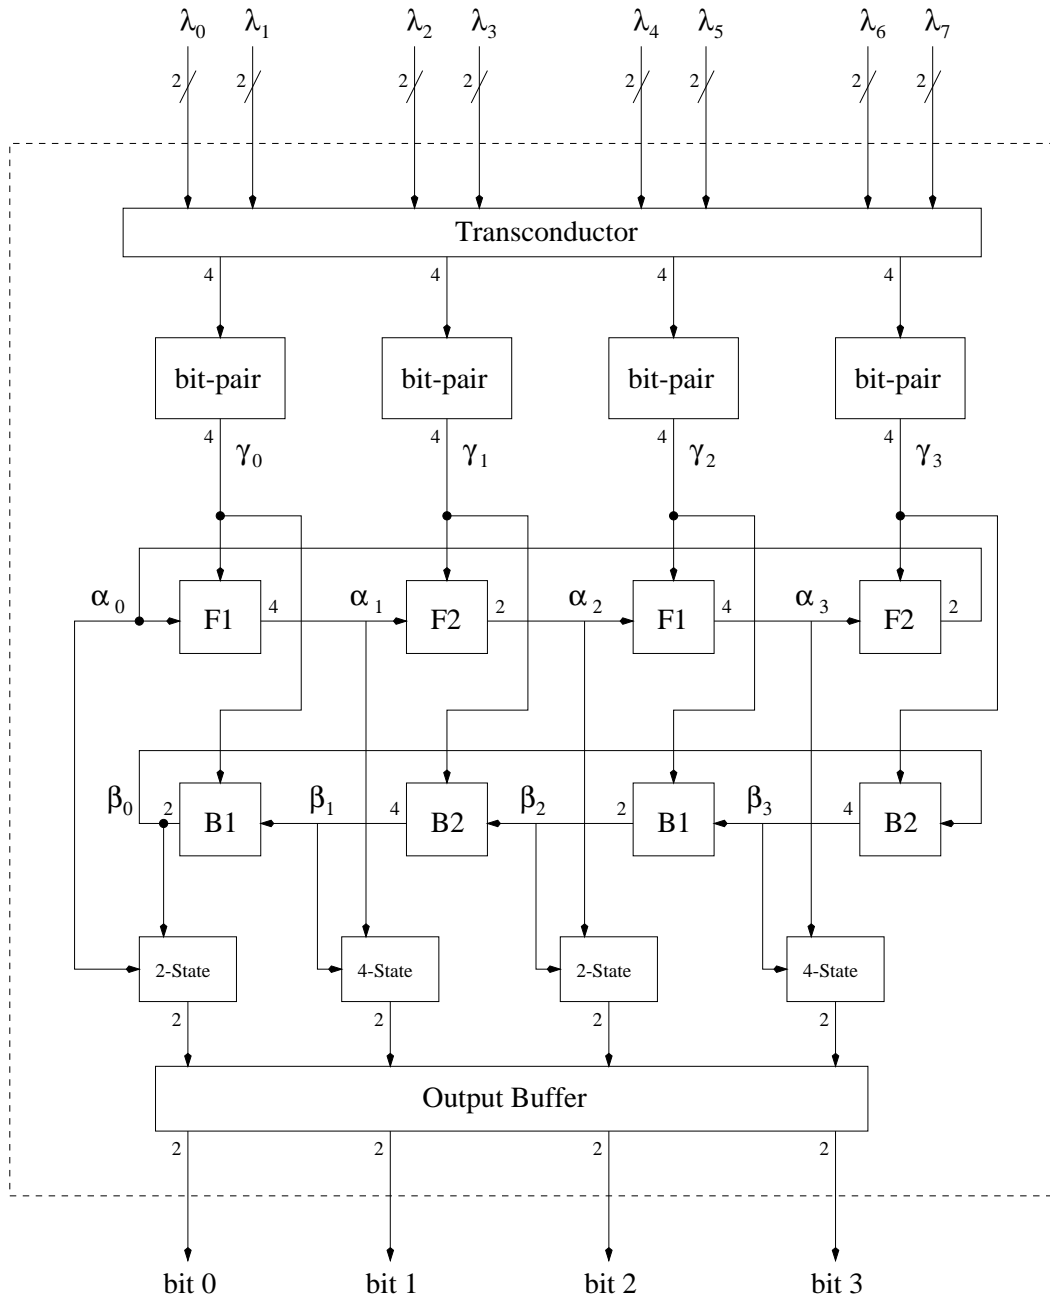 λ0 λ1 λ2 λ3 λ4 λ5 λ6 λ7
2 2 2 2 2 2 2 2
Transconductor
4 4 4 4
bit-pair bit-pair bit-pair bit-pair
4 4 4 4
γ0 γ1 γ2 γ3
α0 F1 4 α1 F2 2 α2 F1 4 α3 F2 2
β0 2 B1 β1 4 B2 β2 2 B1 β3 4 B2
2-State 4-State 2-State 4-State
2 2 2 2
Output Buffer
2 2 2 2
bit 0 bit 1 bit 2 bit 3